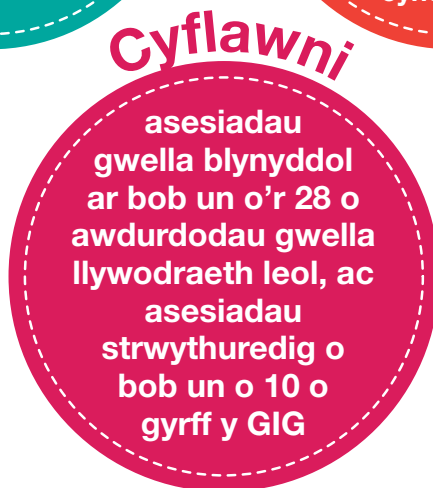 Cyflawni
asesiadau
gwella blynyddol
ar bob un o'r 28 o
awdurdodau gwella
llywodraeth leol, ac
asesiadau
strwythuredig o
bob un o 10 o
gyrff y GIG